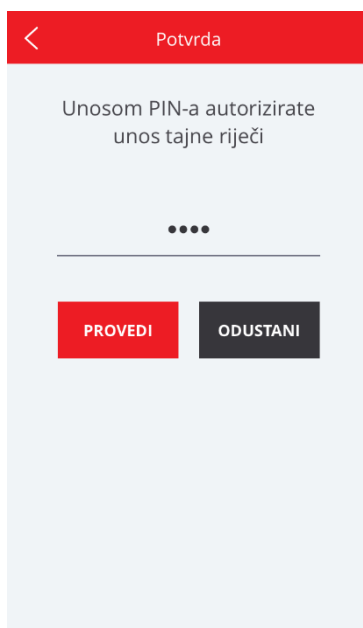 Potvrda
Unosom PIN-a autorizirate
unos tajne riječi
••••
PROVEDI ODUSTANI